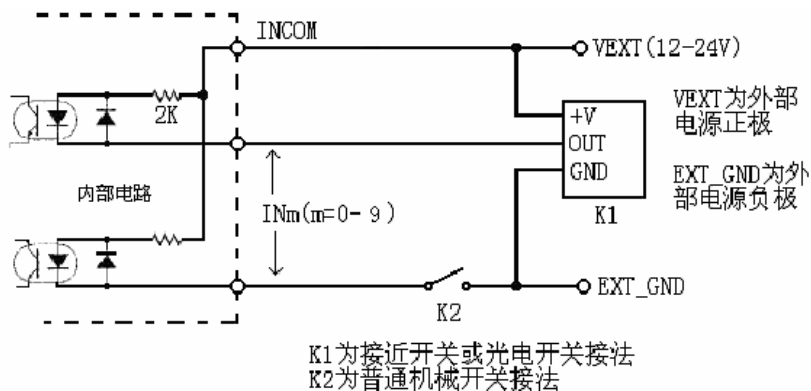 INCOM
VEXT(12-24V)
2K
+V
OUT
GND
K1
VEXT为外部
电源正极
EXT_GND为外
部电源负极
内部电路
INm(m=0-9)
K2
EXT_GND
K1为接近开关或光电开关接法
K2为普通机械开关接法